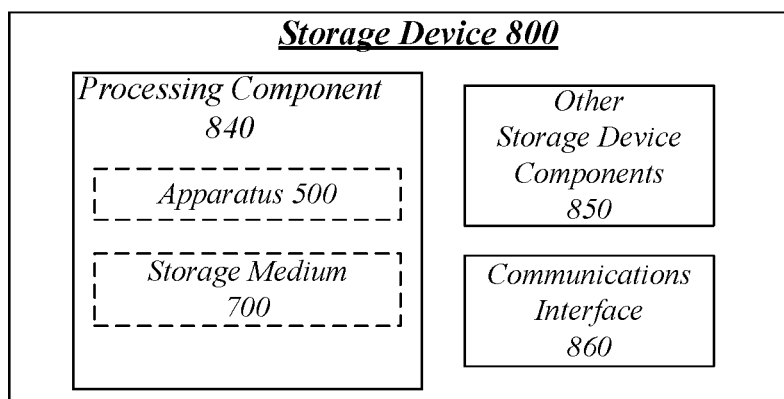 Storage Device 800
Processing Component
840
Apparatus 500
Storage Medium
700
Other
Storage Device
Components
850
Communications
Interface
860